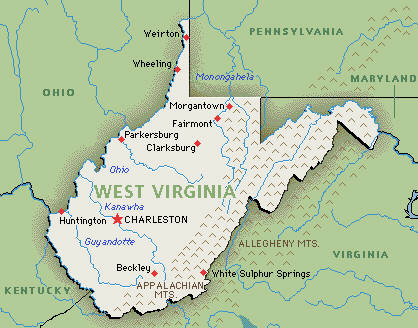 PENNSYLVANIA
Weirton
Wheeling
Monongahela
MARYLAND
OHIO
Morgantown
Fairmont
Parkersburg
Clarksburg
Ohio
WEST VIRGINIA
Kanawha
Huntington
CHARLESTON
Guyandotte
ALLEGHENY MTS.
VIRGINIA
Beckley
White Sulphur Springs
KENTUCKY
APPALACHIAN
MTS.